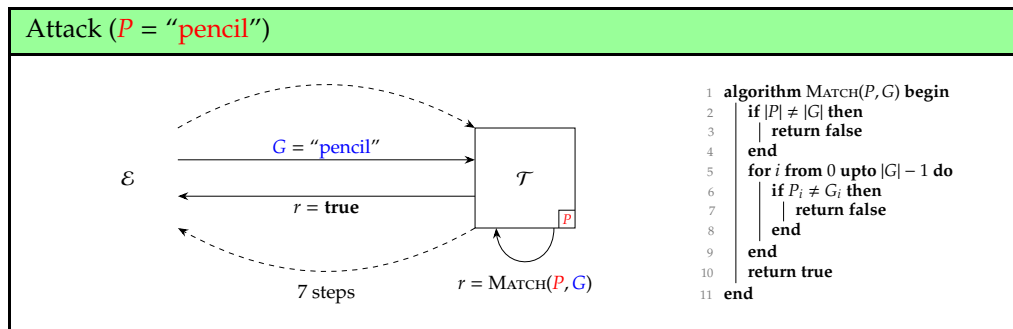 Attack (P = “pencil”)
G = “pencil”
ℰ
𝒯
r = true
P
r = Match(P, G)
7 steps
1 algorithm Match(P, G) begin
2 if |P| ≠ |G| then
3 return false
4 end
5 for i from 0 upto |G| − 1 do
6 if Pᵢ ≠ Gᵢ then
7 return false
8 end
9 end
10 return true
11 end